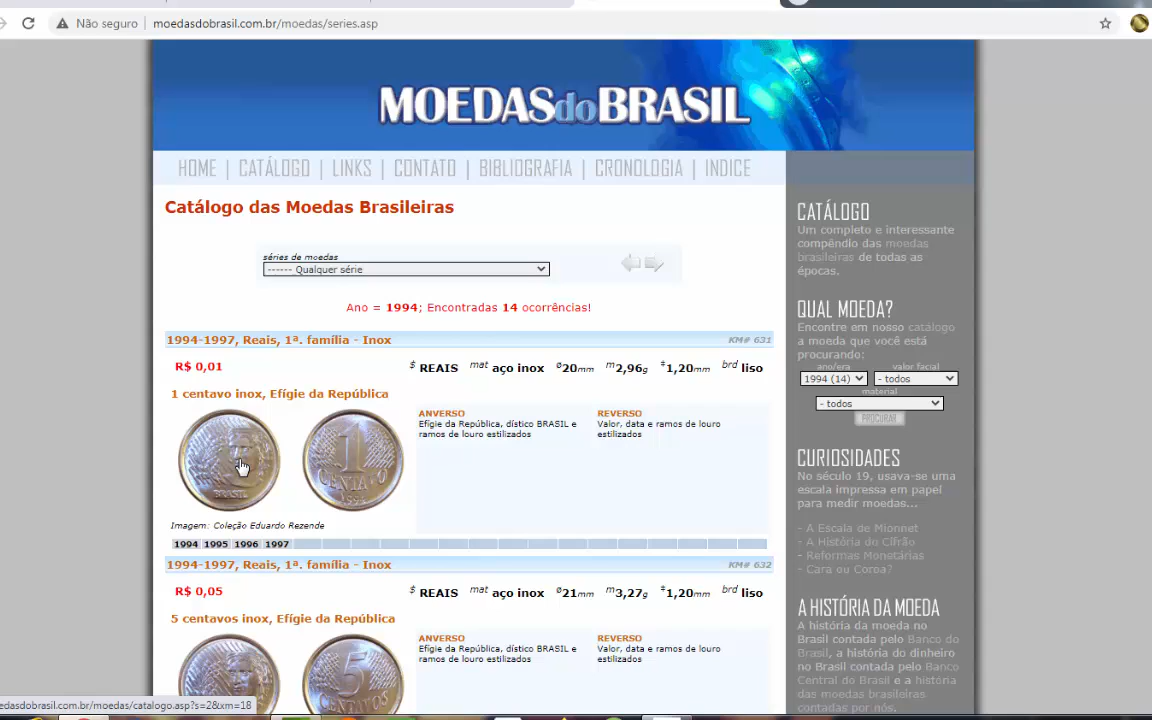 Não seguro moedasdobrasil.com.br/moedas/series.asp
MOEDASdoBRASIL
HOME | CATÁLOGO | LINKS | CONTATO | BIBLIOGRAFIA | CRONOLOGIA | INDICE
Catálogo das Moedas Brasileiras
séries de moedas
------ Qualquer série
Ano = 1994; Encontradas 14 ocorrências!
1994-1997, Reais, 1ª. família - Inox KM# 631
R$ 0,01 $ REAIS mat aço inox ø20mm m2,96g ‡1,20mm brd liso
1 centavo inox, Efígie da República
BRASIL
1
CENTAVO
1994
ANVERSO
Efígie da República, dístico BRASIL e
ramos de louro estilizados
REVERSO
Valor, data e ramos de louro
estilizados
Imagem: Coleção Eduardo Rezende
1994 1995 1996 1997
1994-1997, Reais, 1ª. família - Inox KM# 632
R$ 0,05 $ REAIS mat aço inox ø21mm m3,27g ‡1,20mm brd liso
5 centavos inox, Efígie da República
5
CENTAVOS
ANVERSO
Efígie da República, dístico BRASIL e
ramos de louro estilizados
REVERSO
Valor, data e ramos de louro
estilizados
CATÁLOGO
Um completo e interessante
compêndio das moedas
brasileiras de todas as
épocas.
QUAL MOEDA?
Encontre em nosso catálogo
a moeda que você está
procurando:
ano/era valor facial
1994 (14) - todos
material
- todos
PROCURAR
CURIOSIDADES
No século 19, usava-se uma
escala impressa em papel
para medir moedas...
- A Escala de Mionnet
- A História do Cifrão
- Reformas Monetárias
- Cara ou Coroa?
A HISTÓRIA DA MOEDA
A história da moeda no
Brasil contada pelo Banco do
Brasil, a história do dinheiro
no Brasil contada pelo Banco
Central do Brasil e a história
das moedas brasileiras
contadas por nós.
edasdobrasil.com.br/moedas/catalogo.asp?s=2&xm=18